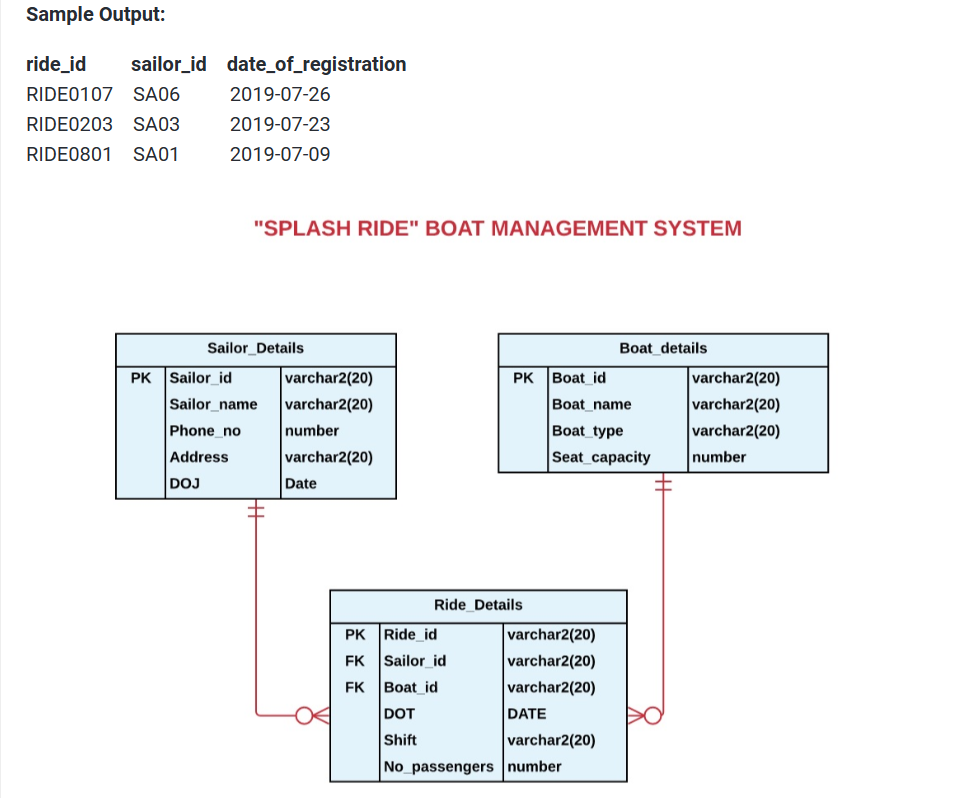 Sample Output:
ride_id sailor_id date_of_registration
RIDE0107 SA06 2019-07-26
RIDE0203 SA03 2019-07-23
RIDE0801 SA01 2019-07-09
"SPLASH RIDE" BOAT MANAGEMENT SYSTEM
Sailor_Details
PK Sailor_id varchar2(20)
Sailor_name varchar2(20)
Phone_no number
Address varchar2(20)
DOJ Date
Boat_details
PK Boat_id varchar2(20)
Boat_name varchar2(20)
Boat_type varchar2(20)
Seat_capacity number
Ride_Details
PK Ride_id varchar2(20)
FK Sailor_id varchar2(20)
FK Boat_id varchar2(20)
DOT DATE
Shift varchar2(20)
No_passengers number